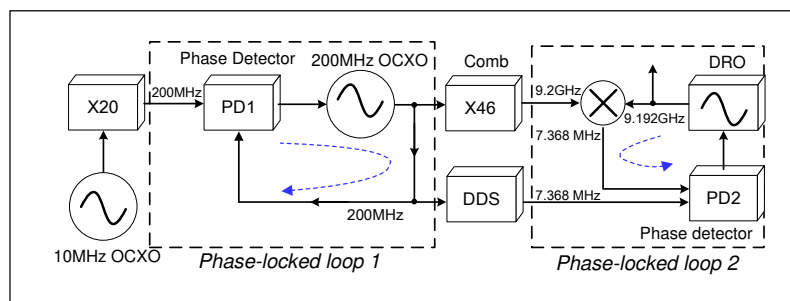 Phase Detector
200MHz OCXO
Comb
DRO
X20
200MHz
PD1
X46
9.2GHz
9.192GHz
7.368 MHz
DDS
7.368 MHz
PD2
200MHz
Phase detector
10MHz OCXO
Phase-locked loop 1
Phase-locked loop 2